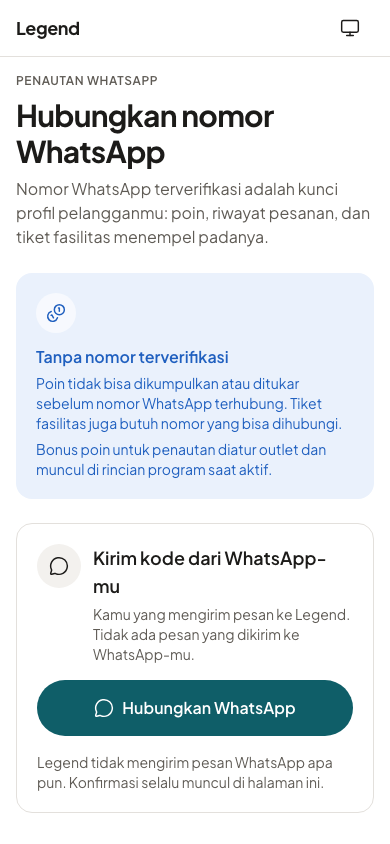 Legend
PENAUTAN WHATSAPP
Hubungkan nomor
WhatsApp
Nomor WhatsApp terverifikasi adalah kunci
profil pelangganmu: poin, riwayat pesanan, dan
tiket fasilitas menempel padanya.
Tanpa nomor terverifikasi
Poin tidak bisa dikumpulkan atau ditukar
sebelum nomor WhatsApp terhubung. Tiket
fasilitas juga butuh nomor yang bisa dihubungi.
Bonus poin untuk penautan diatur outlet dan
muncul di rincian program saat aktif.
Kirim kode dari WhatsApp-
mu
Kamu yang mengirim pesan ke Legend.
Tidak ada pesan yang dikirim ke
WhatsApp-mu.
Hubungkan WhatsApp
Legend tidak mengirim pesan WhatsApp apa
pun. Konfirmasi selalu muncul di halaman ini.